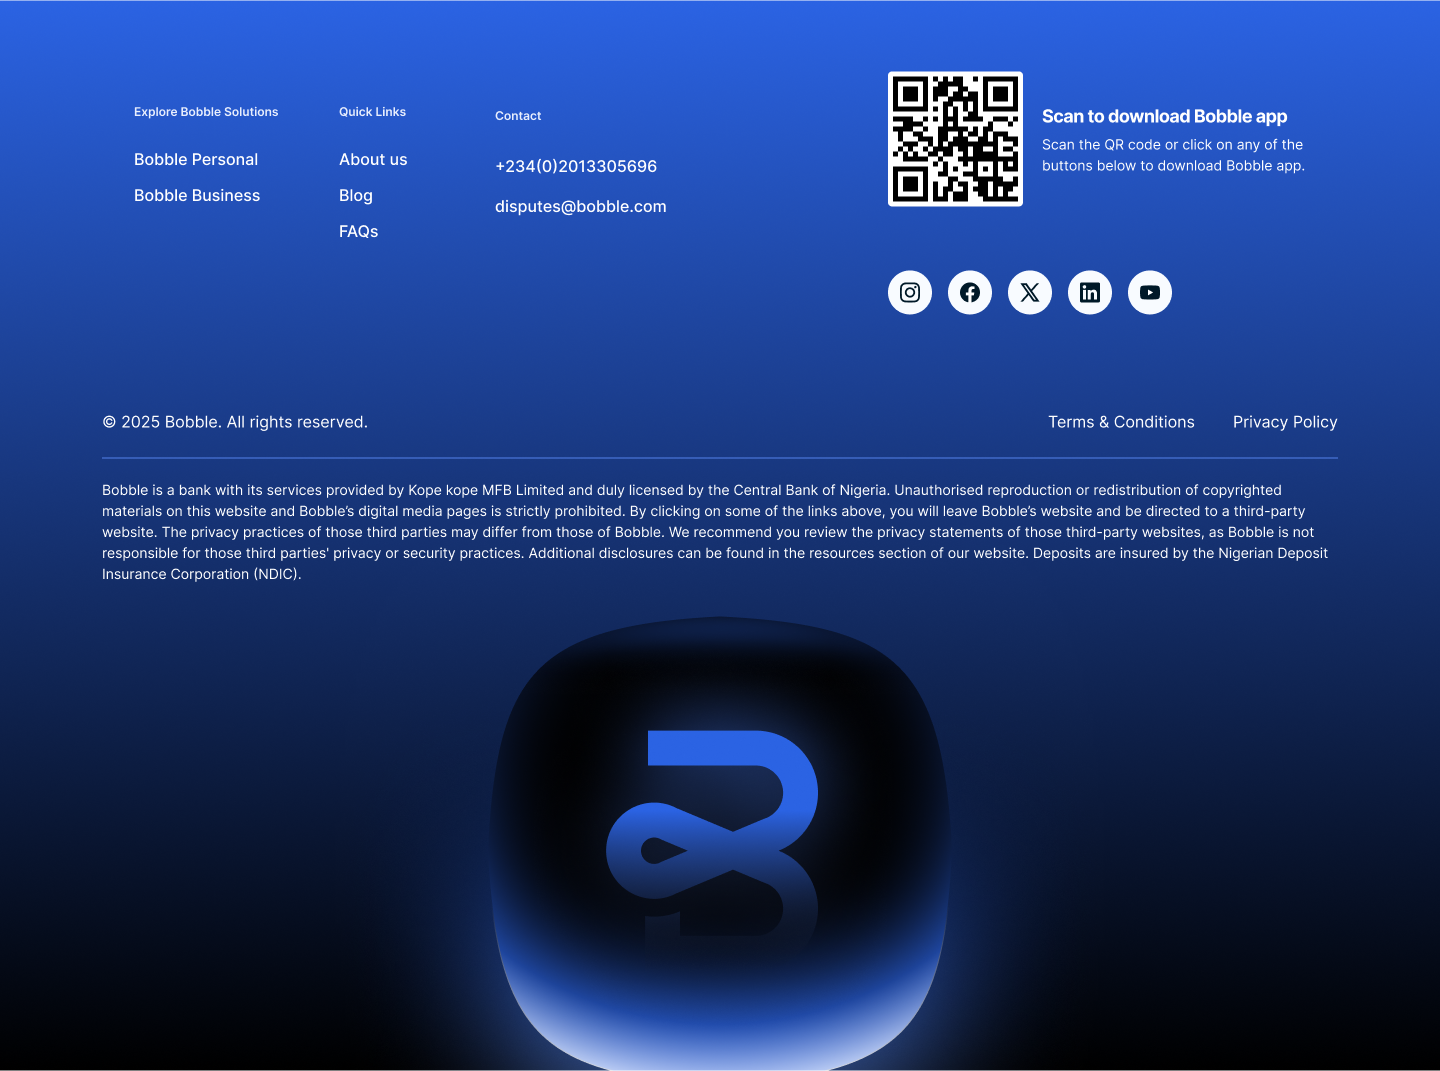 Explore Bobble Solutions
Bobble Personal
Bobble Business
Quick Links
About us
Blog
FAQs
Contact
+234(0)2013305696
disputes@bobble.com
Scan to download Bobble app
Scan the QR code or click on any of the
buttons below to download Bobble app.
© 2025 Bobble. All rights reserved.
Terms & Conditions
Privacy Policy
Bobble is a bank with its services provided by Kope kope MFB Limited and duly licensed by the Central Bank of Nigeria. Unauthorised reproduction or redistribution of copyrighted
materials on this website and Bobble’s digital media pages is strictly prohibited. By clicking on some of the links above, you will leave Bobble’s website and be directed to a third-party
website. The privacy practices of those third parties may differ from those of Bobble. We recommend you review the privacy statements of those third-party websites, as Bobble is not
responsible for those third parties' privacy or security practices. Additional disclosures can be found in the resources section of our website. Deposits are insured by the Nigerian Deposit
Insurance Corporation (NDIC).